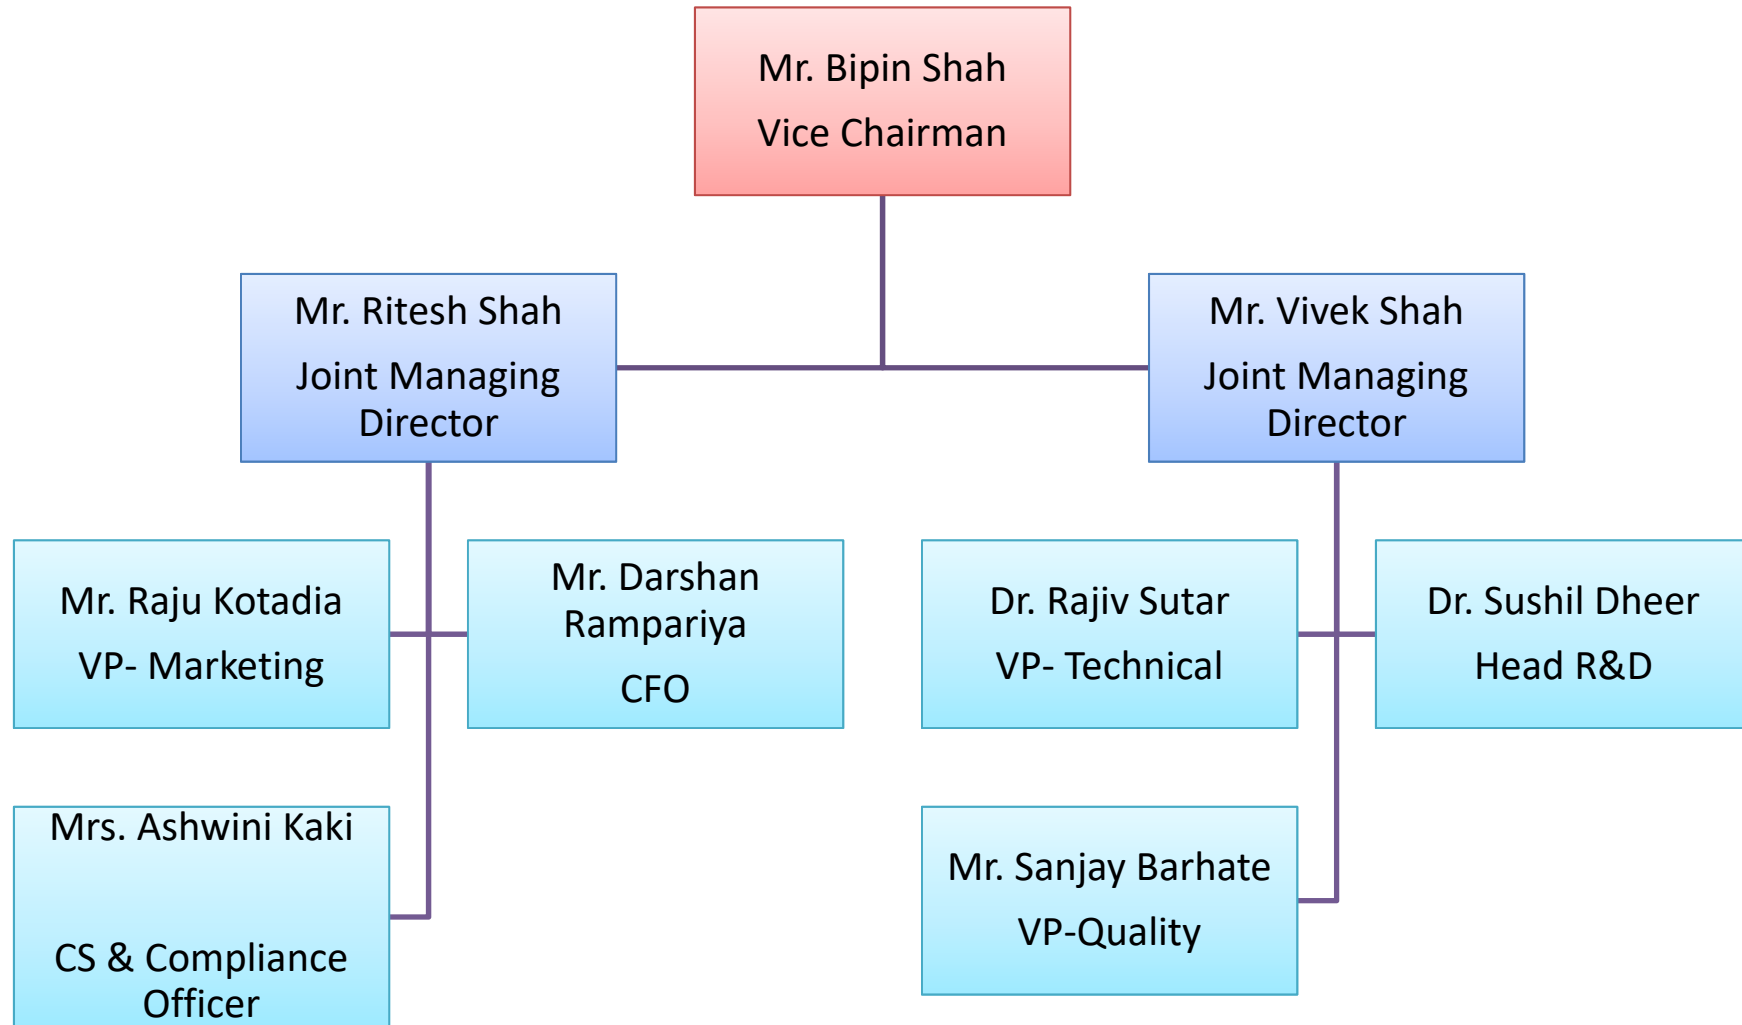 Mr. Bipin Shah
Vice Chairman
Mr. Ritesh Shah
Joint Managing
Director
Mr. Vivek Shah
Joint Managing
Director
Mr. Raju Kotadia
VP- Marketing
Mr. Darshan
Rampariya
CFO
Dr. Rajiv Sutar
VP- Technical
Dr. Sushil Dheer
Head R&D
Mrs. Ashwini Kaki
CS & Compliance
Officer
Mr. Sanjay Barhate
VP-Quality